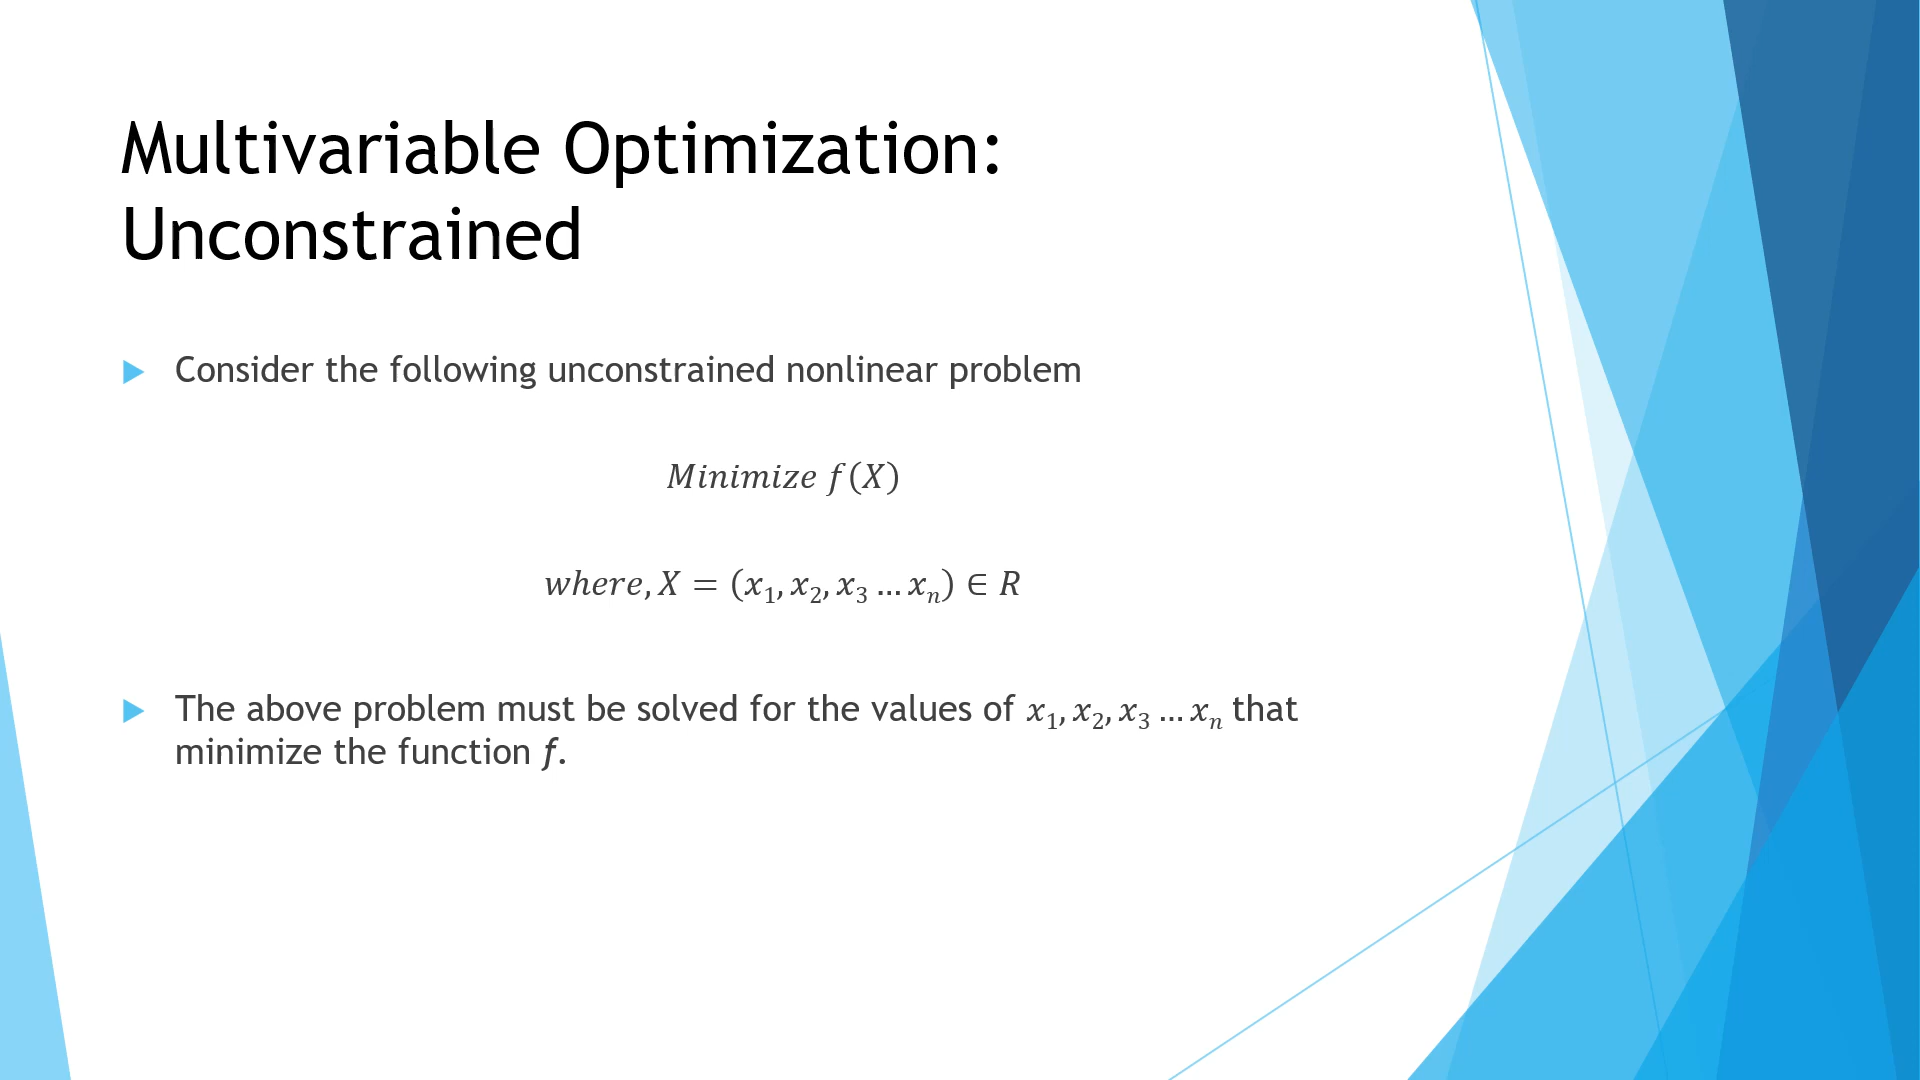 Multivariable Optimization:
Unconstrained
Consider the following unconstrained nonlinear problem
Minimize f(X)
where, X = (x₁, x₂, x₃ … xₙ) ∈ R
The above problem must be solved for the values of x₁, x₂, x₃ … xₙ that
minimize the function f.